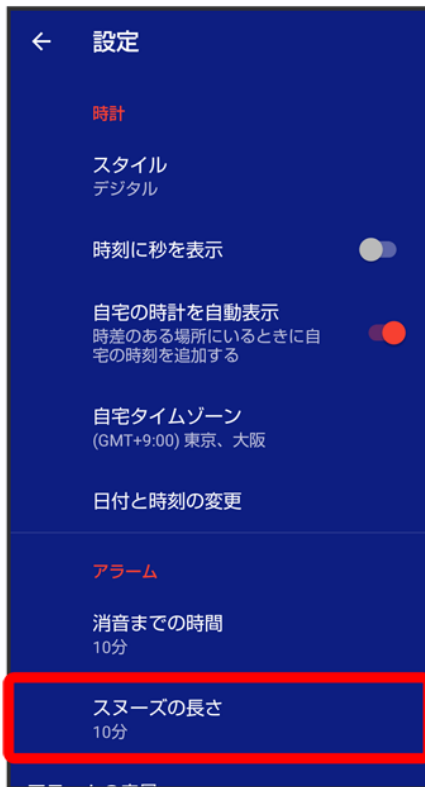 設定
時計
スタイル
デジタル
時刻に秒を表示
自宅の時計を自動表示
時差のある場所にいるときに自
宅の時刻を追加する
自宅タイムゾーン
(GMT+9:00) 東京、大阪
日付と時刻の変更
アラーム
消音までの時間
10分
スヌーズの長さ
10分